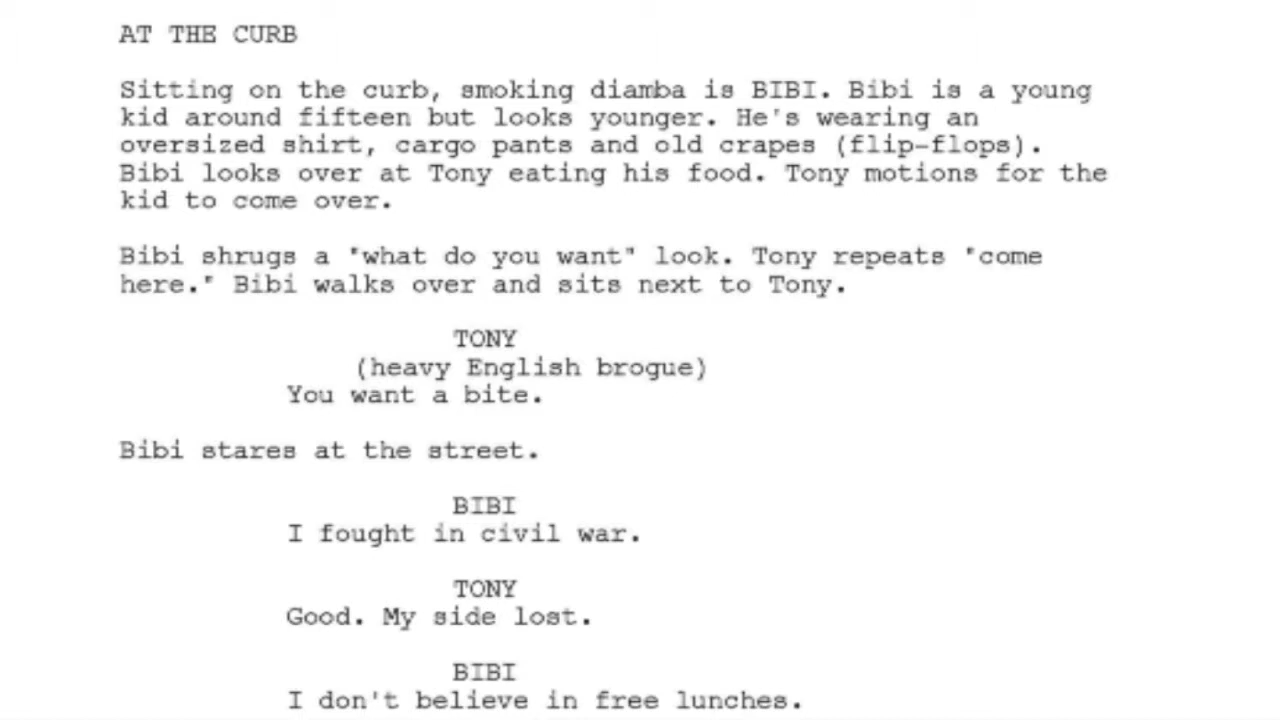 AT THE CURB
Sitting on the curb, smoking diamba is BIBI. Bibi is a young
kid around fifteen but looks younger. He's wearing an
oversized shirt, cargo pants and old crapes (flip-flops).
Bibi looks over at Tony eating his food. Tony motions for the
kid to come over.
Bibi shrugs a "what do you want" look. Tony repeats "come
here." Bibi walks over and sits next to Tony.
TONY
(heavy English brogue)
You want a bite.
Bibi stares at the street.
BIBI
I fought in civil war.
TONY
Good. My side lost.
BIBI
I don't believe in free lunches.